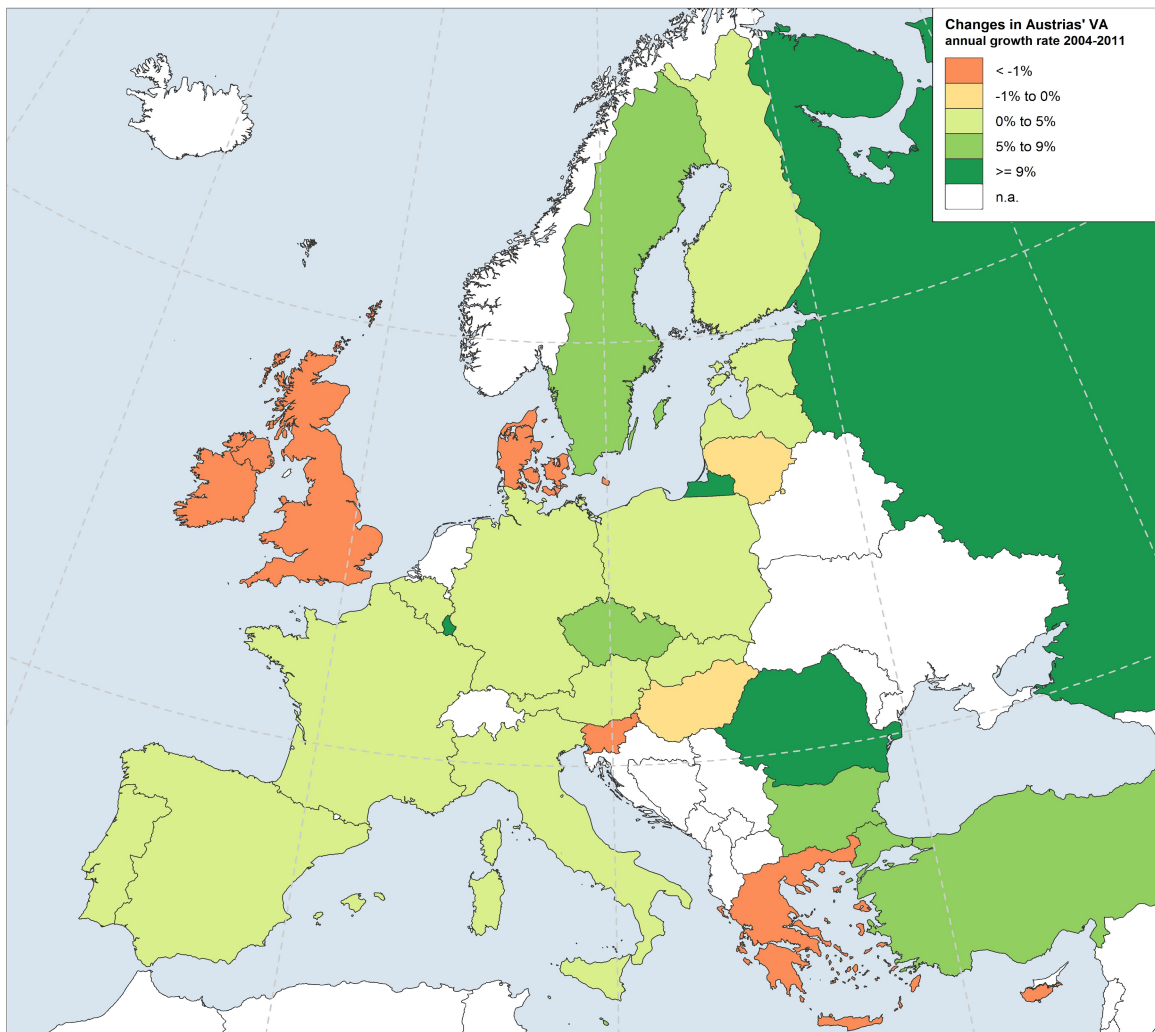 Changes in Austrias' VA
annual growth rate 2004-2011
< -1%
-1% to 0%
0% to 5%
5% to 9%
>= 9%
n.a.